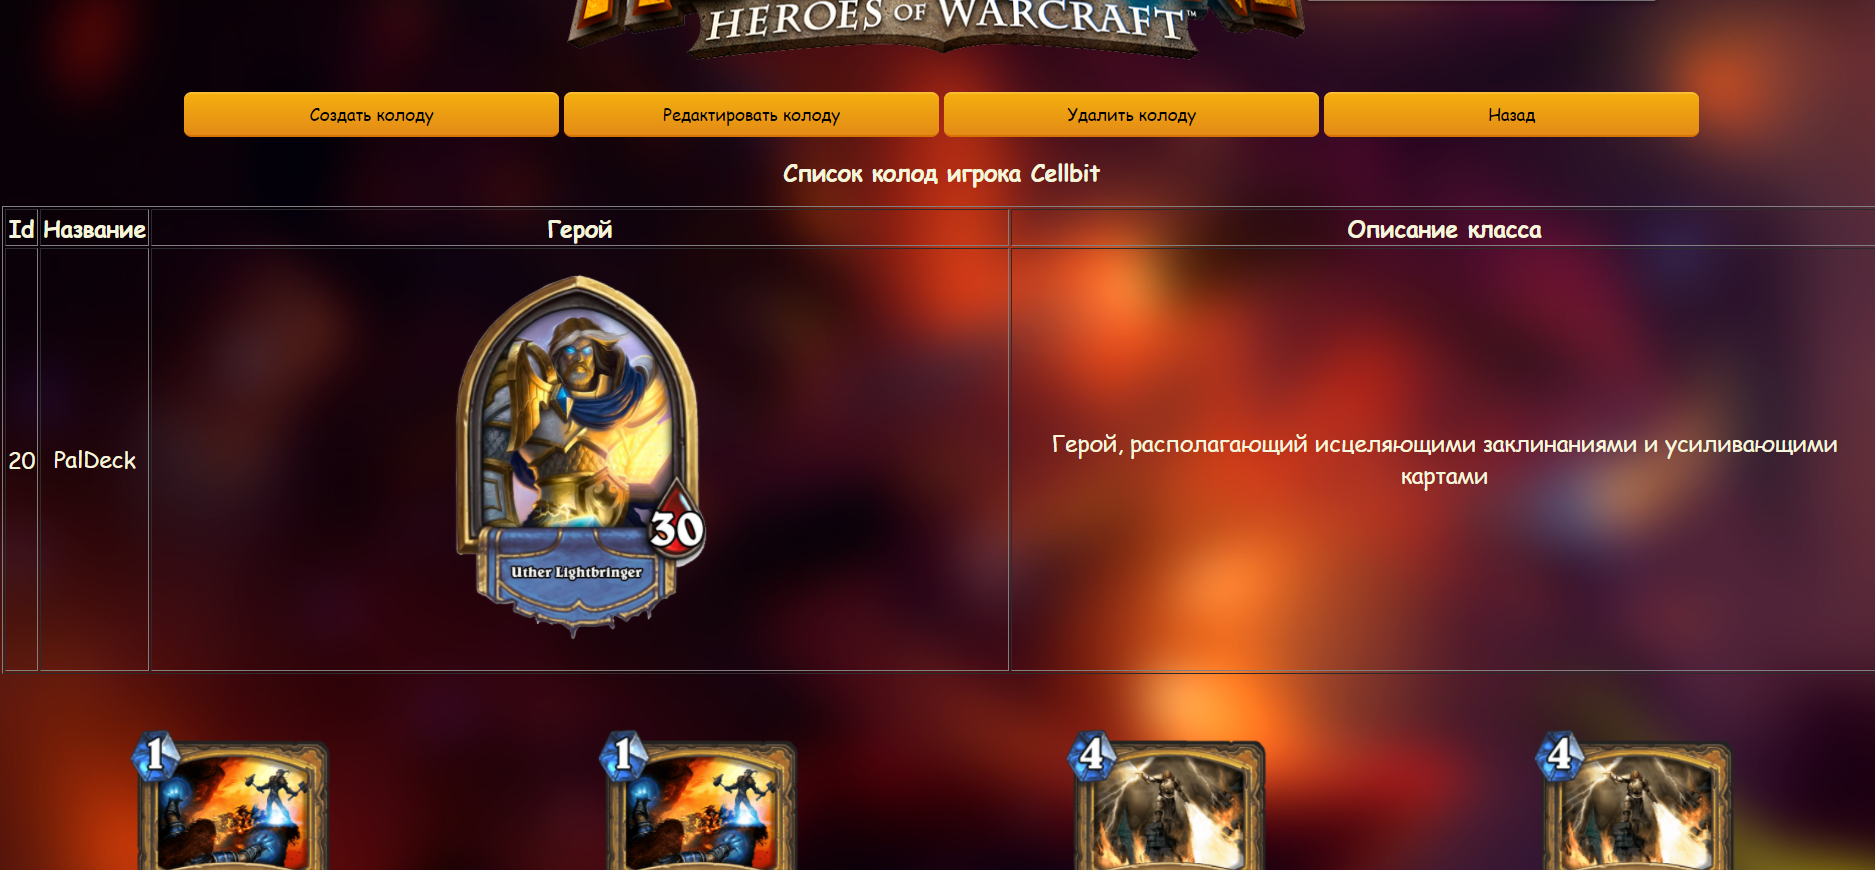 HEROES OF WARCRAFT™
Создать колоду
Редактировать колоду
Удалить колоду
Назад
Список колод игрока Cellbit
Id
Название
Герой
Описание класса
20
PalDeck
30
Uther Lightbringer
Герой, располагающий исцеляющими заклинаниями и усиливающими
картами
1
1
4
4